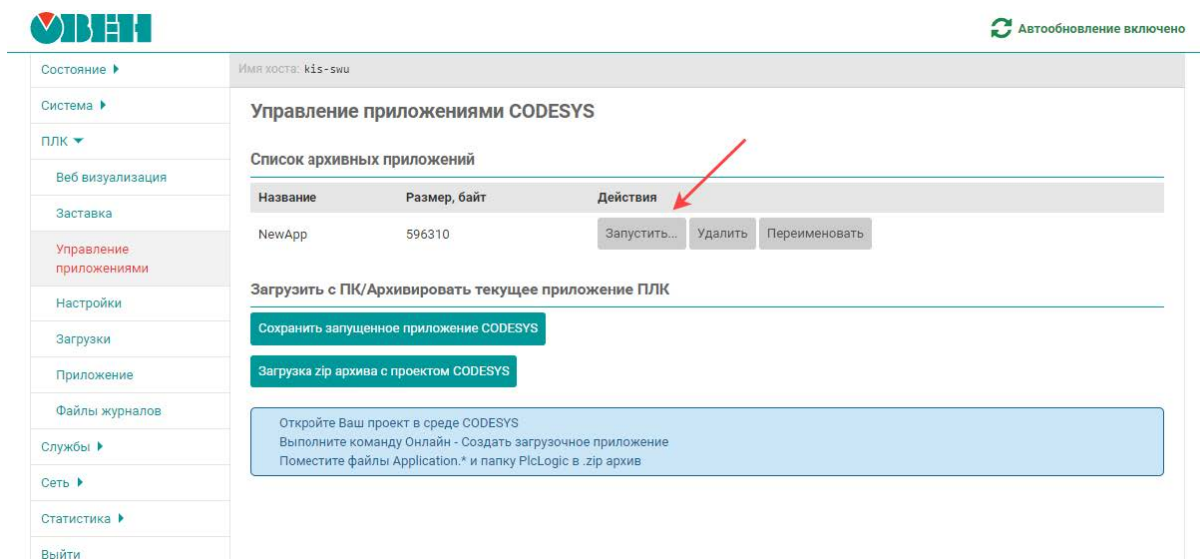 ОВЕН
Автообновление включено
Состояние
Имя хоста: kis-swu
Система
ПЛК
Веб визуализация
Заставка
Управление
приложениями
Настройки
Загрузки
Приложение
Файлы журналов
Службы
Сеть
Статистика
Выйти
Управление приложениями CODESYS
Список архивных приложений
Название Размер, байт Действия
NewApp 596310 Запустить... Удалить Переименовать
Загрузить с ПК/Архивировать текущее приложение ПЛК
Сохранить запущенное приложение CODESYS
Загрузка zip архива с проектом CODESYS
Откройте Ваш проект в среде CODESYS
Выполните команду Онлайн - Создать загрузочное приложение
Поместите файлы Application.* и папку PlcLogic в .zip архив